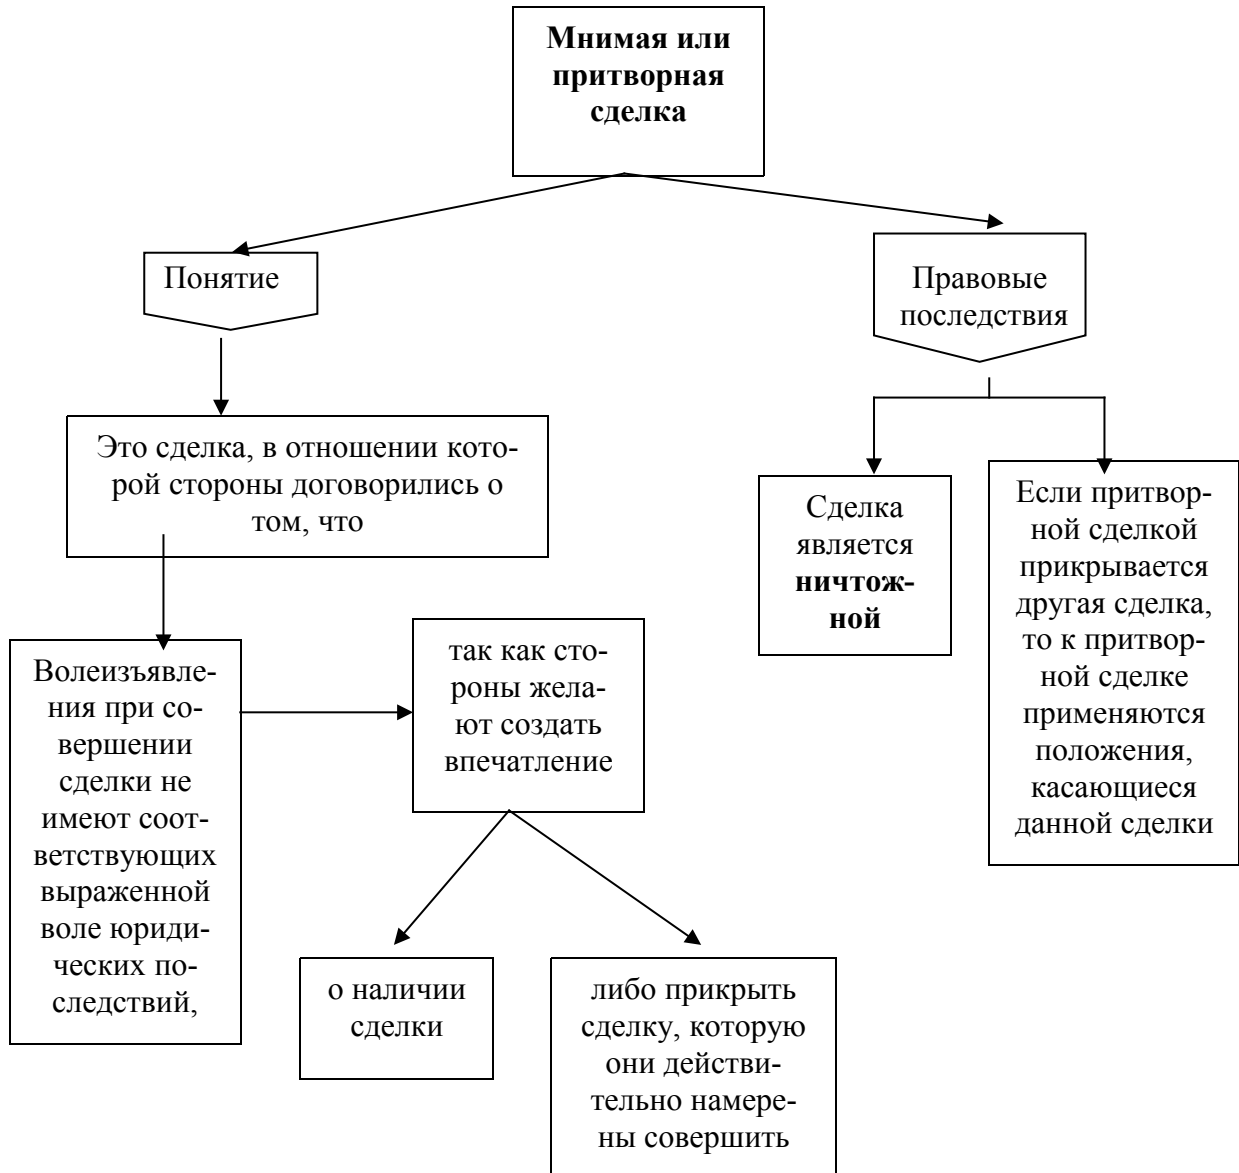 Мнимая или
притворная
сделка
Понятие
Правовые
последствия
Это сделка, в отношении кото-
рой стороны договорились о
том, что
Сделка
является
ничтож-
ной
Если притвор-
ной сделкой
прикрывается
другая сделка,
то к притвор-
ной сделке
применяются
положения,
касающиеся
данной сделки
Волеизъявле-
ния при со-
вершении
сделки не
имеют соот-
ветствующих
выраженной
воле юриди-
ческих по-
следствий,
так как сто-
роны жела-
ют создать
впечатление
о наличии
сделки
либо прикрыть
сделку, которую
они действи-
тельно намере-
ны совершить